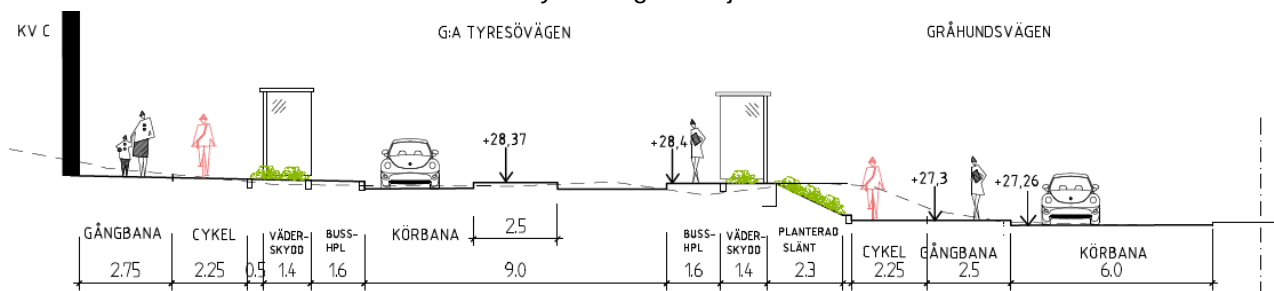 KV C
G:A TYRESÖVÄGEN
GRÅHUNDSVÄGEN
+28,37
+28,4
+27,3
+27,26
GÅNGBANA
2.75
CYKEL
2.25
0.5
VÄDER-
SKYDD
1.4
BUSS-
HPL
1.6
KÖRBANA
2.5
9.0
BUSS-
HPL
1.6
VÄDER-
SKYDD
1.4
PLANTERAD
SLÄNT
2.3
CYKEL
2.25
GÅNGBANA
2.5
KÖRBANA
6.0